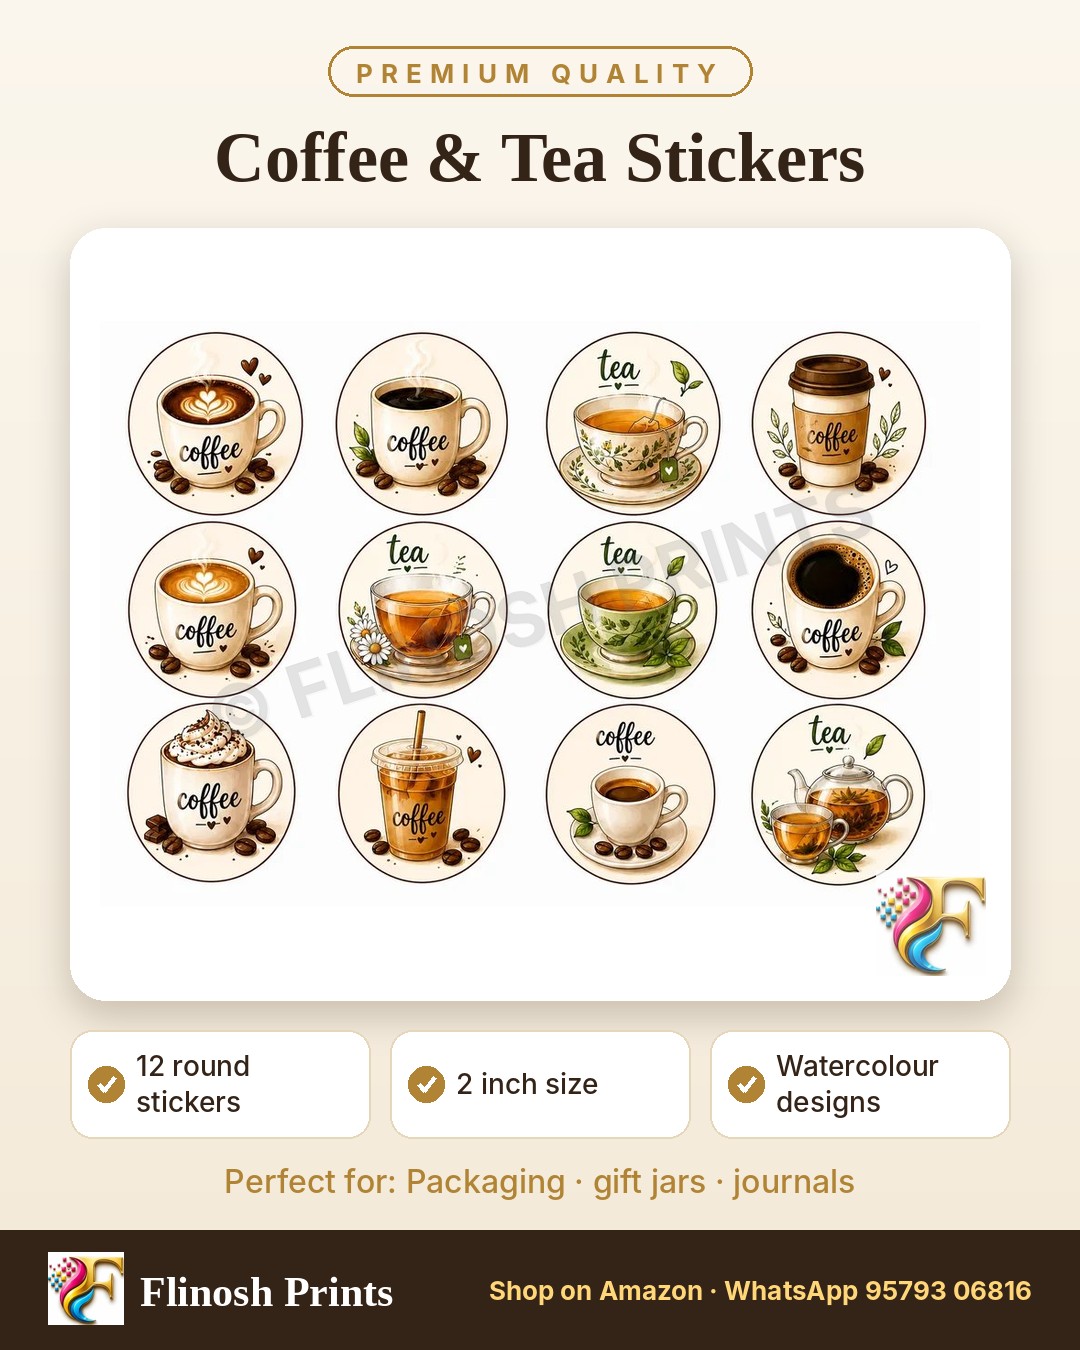 PREMIUM QUALITY
Coffee & Tea Stickers
coffee
coffee
tea
coffee
coffee
tea
tea
coffee
coffee
coffee
coffee
tea
© FLINOSH PRINTS
F
12 round
stickers
2 inch size
Watercolour
designs
Perfect for: Packaging · gift jars · journals
F
Flinosh Prints
Shop on Amazon · WhatsApp 95793 06816